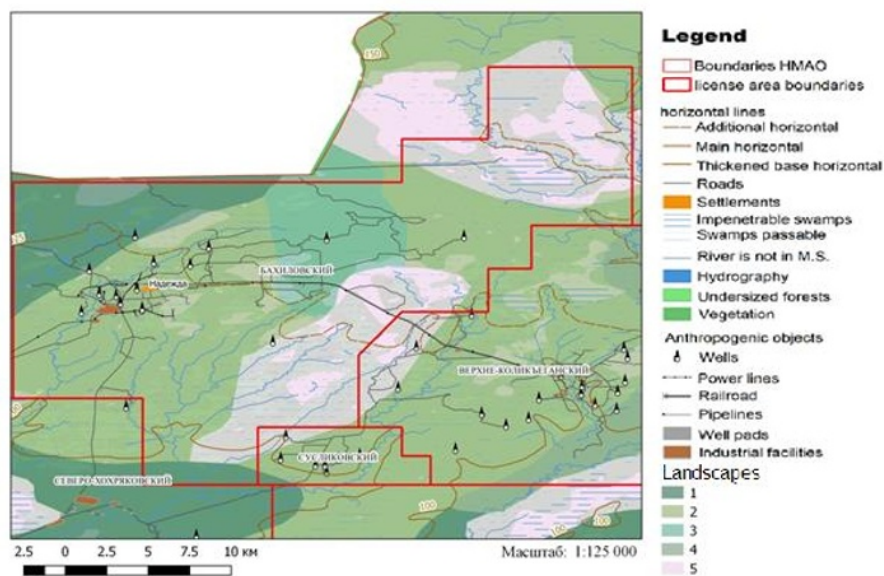 150
125
БАХИЛОВСКИЙ
Надежда
ВЕРХНЕ-КОЛИКЪЕГАНСКИЙ
СУСЛИКОВСКИЙ
СЕВЕРО-ХОХРЯКОВСКИЙ
100
100
100
2.5 0 2.5 5 7.5 10 км
Масштаб: 1:125 000
Legend
Boundaries HMAO
license area boundaries
horizontal lines
Additional horizontal
Main horizontal
Thickened base horizontal
Roads
Settlements
Impenetrable swamps
Swamps passable
River is not in M.S.
Hydrography
Undersized forests
Vegetation
Anthropogenic objects
Wells
Power lines
Railroad
Pipelines
Well pads
Industrial facilities
Landscapes
1
2
3
4
5